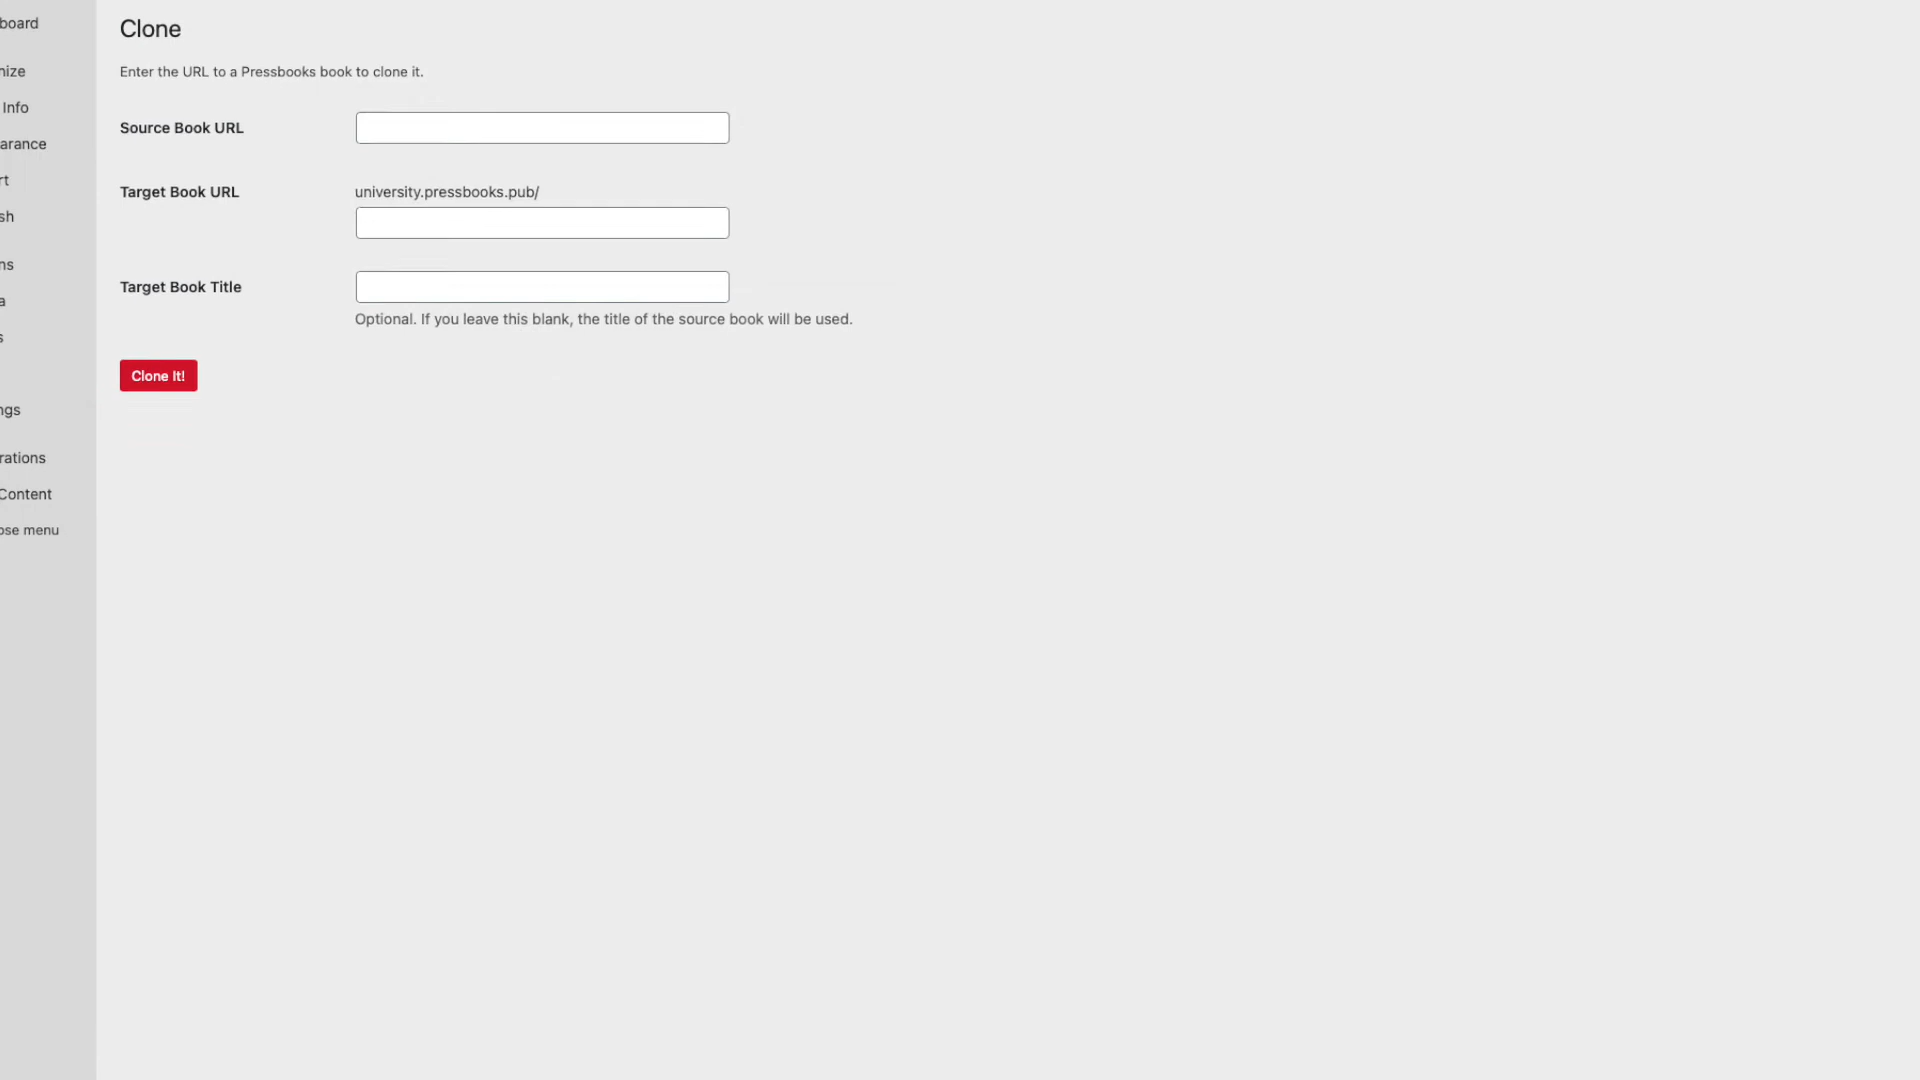 board
Clone
nize
Enter the URL to a Pressbooks book to clone it.
Info
Source Book URL
arance
rt
Target Book URL
university.pressbooks.pub/
sh
ns
Target Book Title
a
Optional. If you leave this blank, the title of the source book will be used.
s
Clone It!
ngs
rations
Content
ose menu